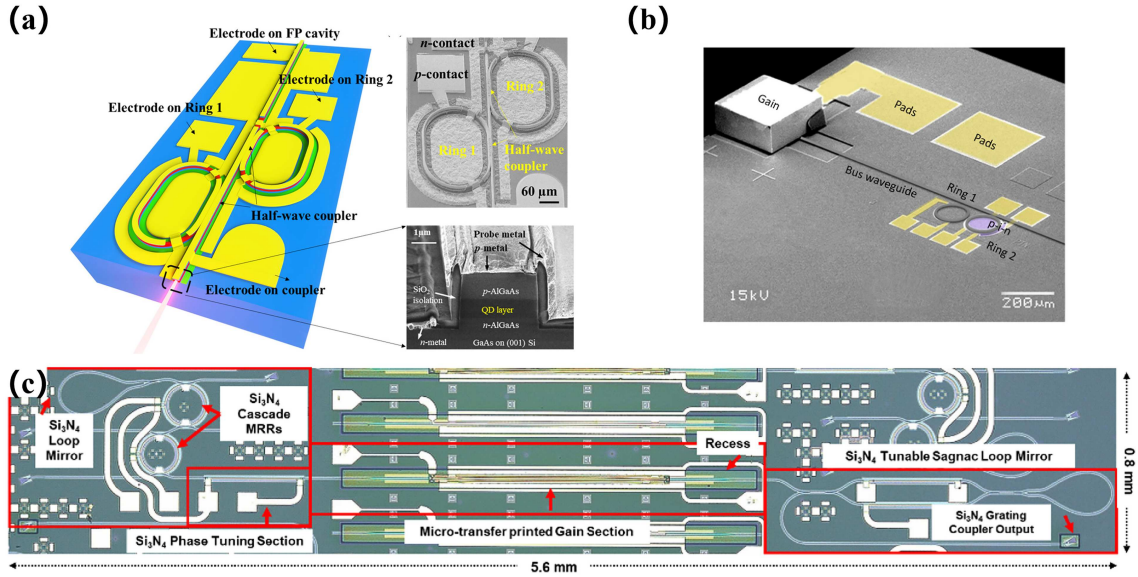 (a)
Electrode on FP cavity
Electrode on Ring 2
Electrode on Ring 1
Half-wave coupler
Electrode on coupler
n-contact
p-contact
Ring 2
Ring 1
Half-wave
coupler
60 µm
1µm
Probe metal
p-metal
SiO₂
isolation
p-AlGaAs
QD layer
n-AlGaAs
n-metal
GaAs on (001) Si
(b)
Gain
Pads
Pads
Bus waveguide
Ring 1
p-i-n
Ring 2
15kV
200µm
(c)
Si₃N₄
Loop
Mirror
Si₃N₄
Cascade
MRRs
Si₃N₄ Phase Tuning Section
Recess
Micro-transfer printed Gain Section
Si₃N₄ Tunable Sagnac Loop Mirror
Si₃N₄ Grating
Coupler Output
0.8 mm
5.6 mm